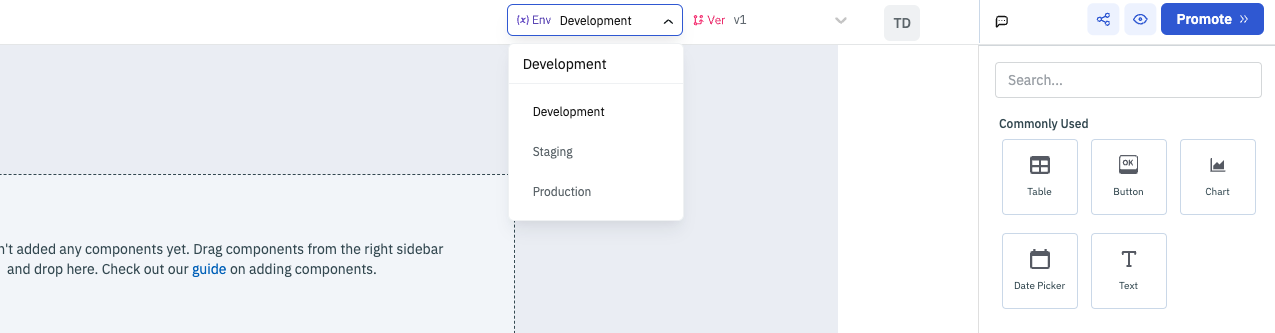 (x) Env Development
Ver v1
TD
Promote
Development
Development
Staging
Production
n't added any components yet. Drag components from the right sidebar
and drop here. Check out our guide on adding components.
Search...
Commonly Used
Table
OK
Button
Chart
Date Picker
Text